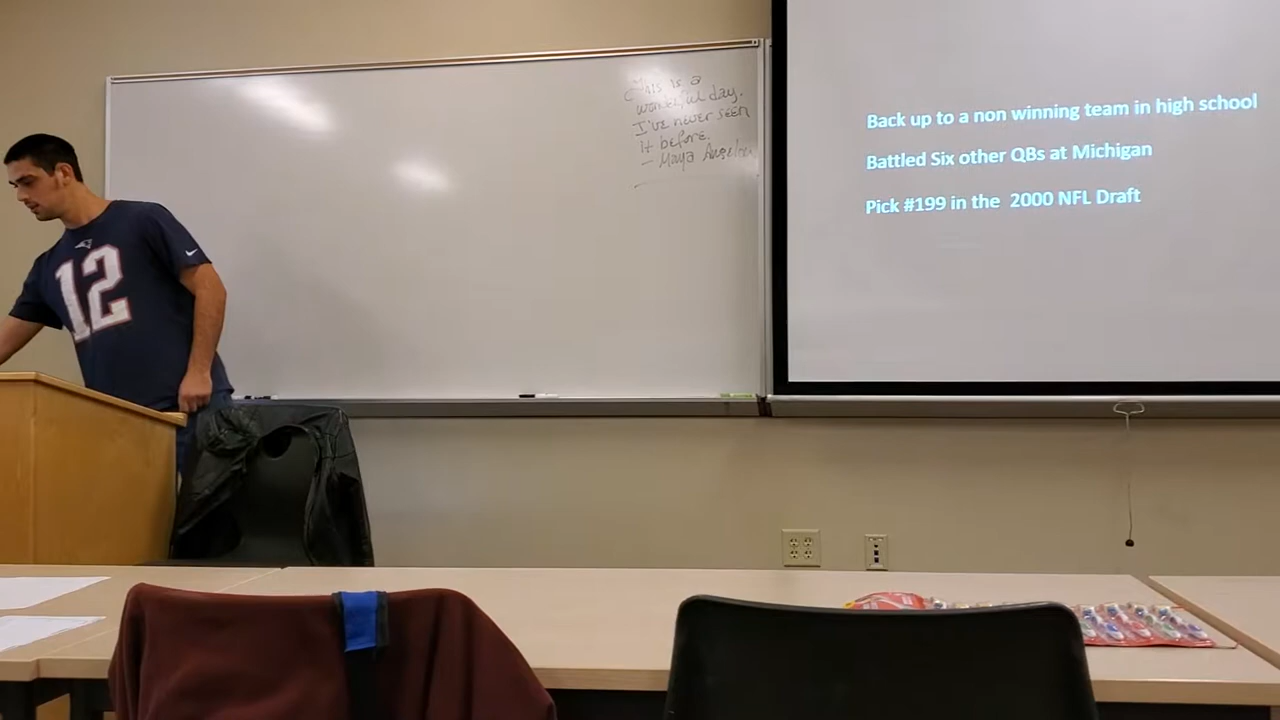 This is a
wonderful day.
I've never seen
it before.
- Maya Angelou
Back up to a non winning team in high school
Battled Six other QBs at Michigan
Pick #199 in the 2000 NFL Draft
12